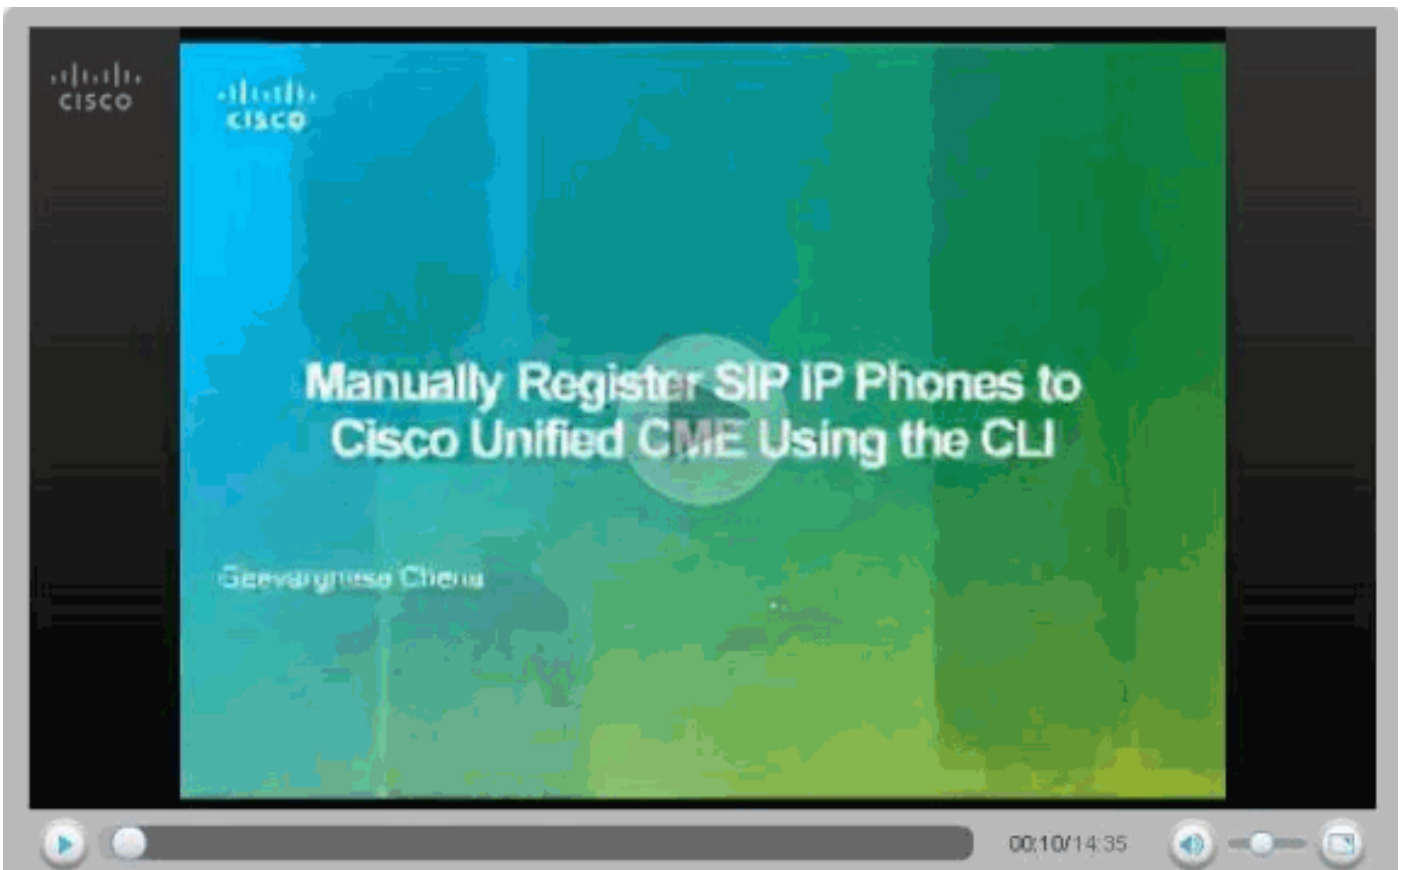 CISCO
CISCO
Manually Register SIP IP Phones to
Cisco Unified CME Using the CLI
00:10/14:35